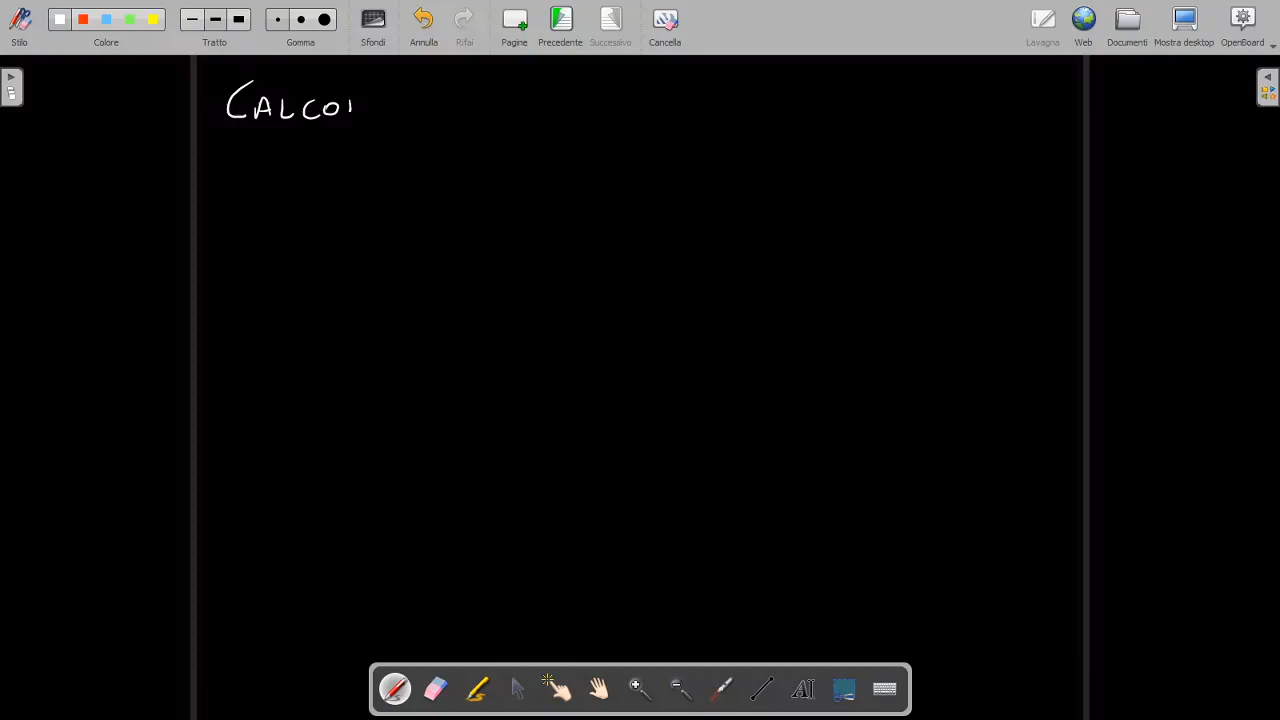 Stilo Colore Tratto Gomma Sfondi Annulla Rifai Pagine Precedente Successivo Cancella Lavagna Web Documenti Mostra desktop OpenBoard
CALCO